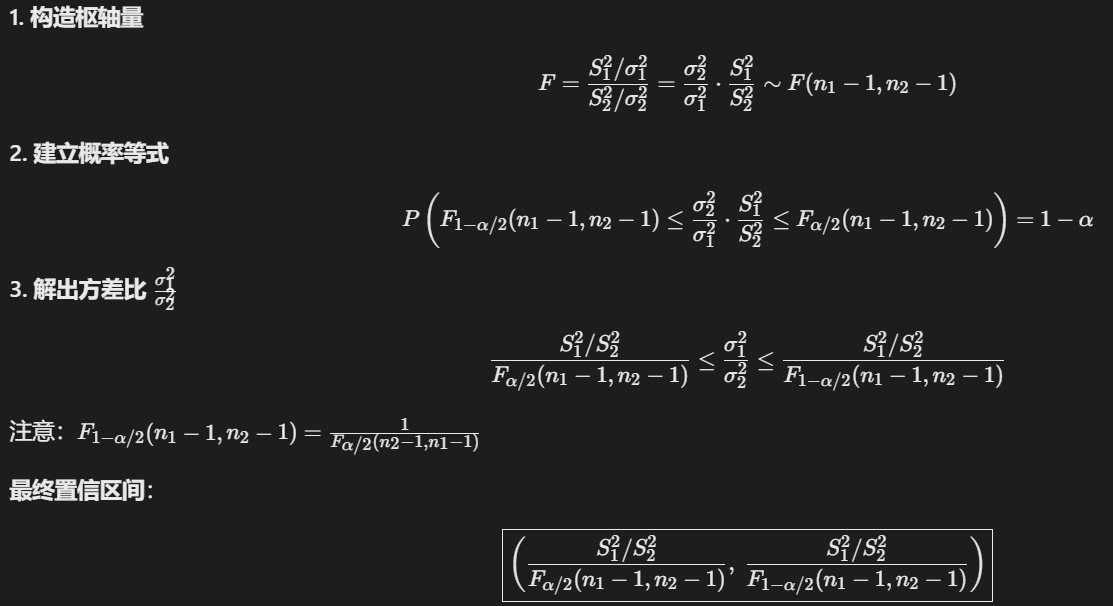 1. 构造枢轴量
$$F = \frac{S_1^2/\sigma_1^2}{S_2^2/\sigma_2^2} = \frac{\sigma_2^2}{\sigma_1^2} \cdot \frac{S_1^2}{S_2^2} \sim F(n_1 - 1, n_2 - 1)$$
2. 建立概率等式
$$P\left(F_{1-\alpha/2}(n_1 - 1, n_2 - 1) \leq \frac{\sigma_2^2}{\sigma_1^2} \cdot \frac{S_1^2}{S_2^2} \leq F_{\alpha/2}(n_1 - 1, n_2 - 1)\right) = 1 - \alpha$$
3. 解出方差比 $\frac{\sigma_1^2}{\sigma_2^2}$
$$\frac{S_1^2/S_2^2}{F_{\alpha/2}(n_1 - 1, n_2 - 1)} \leq \frac{\sigma_1^2}{\sigma_2^2} \leq \frac{S_1^2/S_2^2}{F_{1-\alpha/2}(n_1 - 1, n_2 - 1)}$$
注意：$F_{1-\alpha/2}(n_1 - 1, n_2 - 1) = \frac{1}{F_{\alpha/2}(n_2-1,n_1-1)}$
最终置信区间：
$$\boxed{\left(\frac{S_1^2/S_2^2}{F_{\alpha/2}(n_1 - 1, n_2 - 1)},\ \frac{S_1^2/S_2^2}{F_{1-\alpha/2}(n_1 - 1, n_2 - 1)}\right)}$$